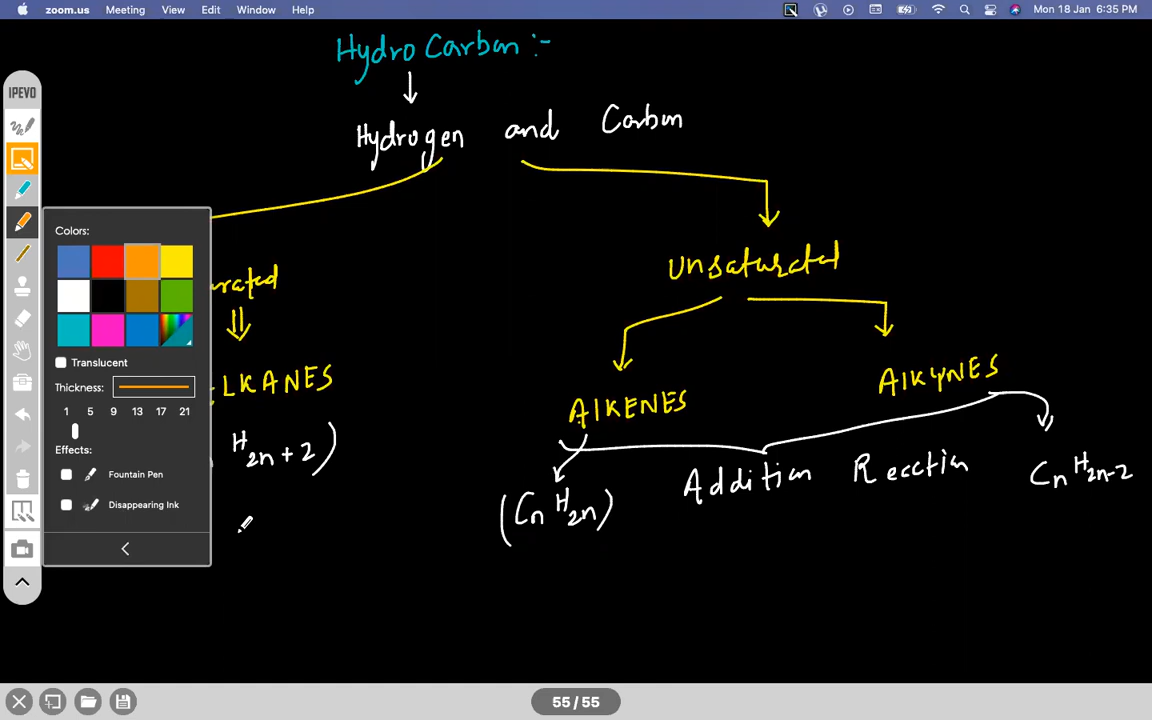 zoom.us Meeting View Edit Window Help Mon 18 Jan 6:35 PM
Hydro Carbon :-
IPEVO
Hydrogen and Carbon
Colors:
Unsaturated
urated
Translucent
Thickness:
LKANES
AlKENES
AlKyNES
1 5 9 13 17 21
H2n+2)
Addition Recction
CnH2n-2
Effects:
Fountain Pen
(CnH2n)
Disappearing Ink
55/55